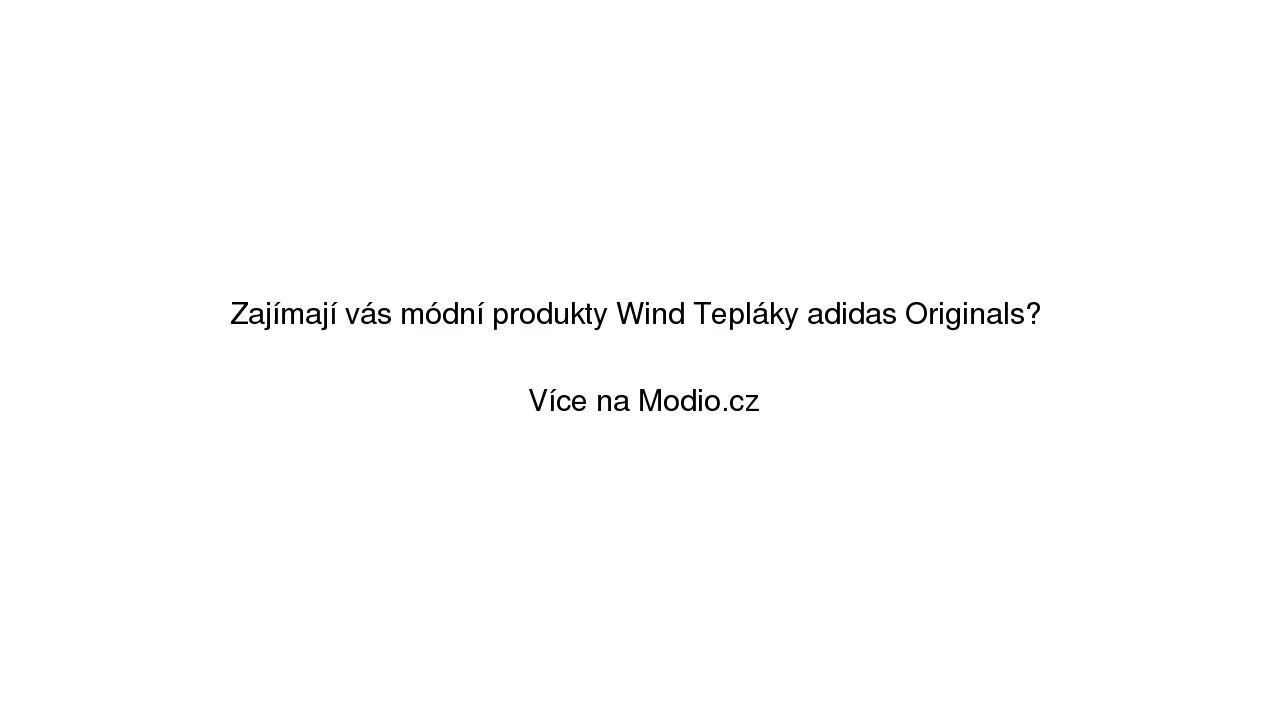 Zajímají vás módní produkty Wind Tepláky adidas Originals?
Více na Modio.cz